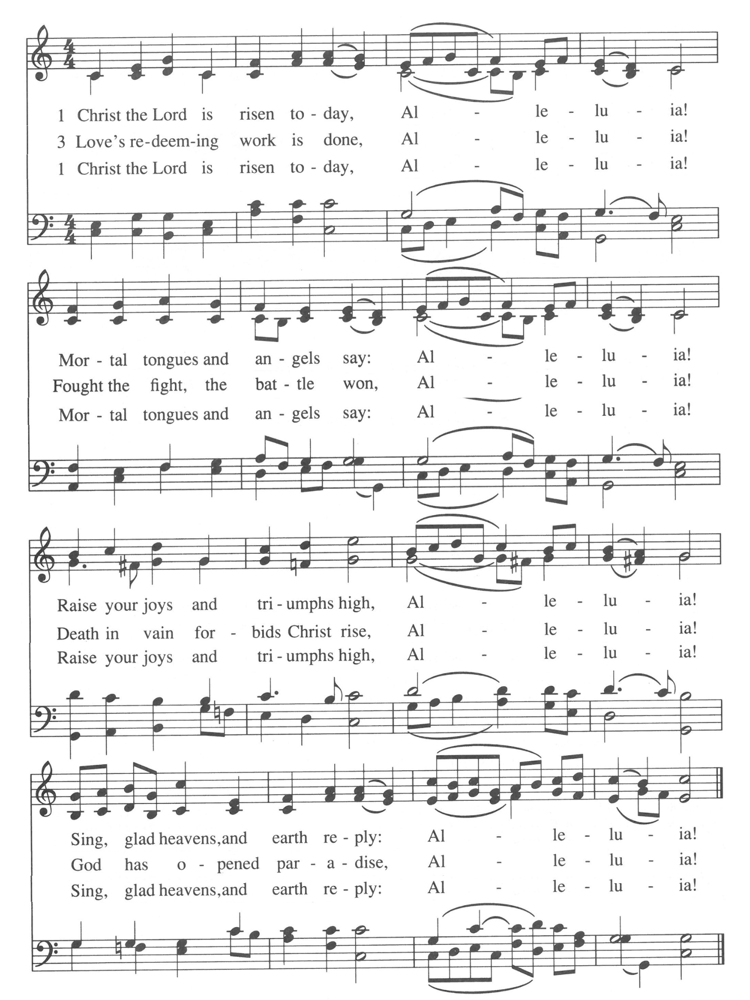 4 4
1 Christ the Lord is risen to - day, Al - le - lu - ia!
3 Love's re-deem-ing work is done, Al - le - lu - ia!
1 Christ the Lord is risen to - day, Al - le - lu - ia!
4 4
Mor - tal tongues and an - gels say: Al - le - lu - ia!
Fought the fight, the bat - tle won, Al - le - lu - ia!
Mor - tal tongues and an - gels say: Al - le - lu - ia!
Raise your joys and tri - umphs high, Al - le - lu - ia!
Death in vain for - bids Christ rise, Al - le - lu - ia!
Raise your joys and tri - umphs high, Al - le - lu - ia!
Sing, glad heavens,and earth re - ply: Al - le - lu - ia!
God has o - pened par - a - dise, Al - le - lu - ia!
Sing, glad heavens,and earth re - ply: Al - le - lu - ia!